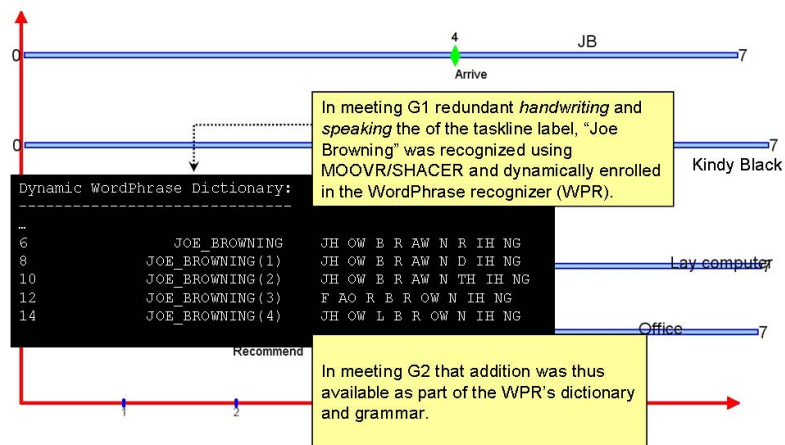 4
JB
0
7
Arrive
In meeting G1 redundant handwriting and
speaking the of the taskline label, “Joe
Browning” was recognized using
MOOVR/SHACER and dynamically enrolled
in the WordPhrase recognizer (WPR).
0
7
Kindy Black
Dynamic WordPhrase Dictionary:
------------------------------
…
6 JOE_BROWNING JH OW B R AW N R IH NG
8 JOE_BROWNING(1) JH OW B R AW N D IH NG
10 JOE_BROWNING(2) JH OW B R AW N TH IH NG
12 JOE_BROWNING(3) F AO R B R OW N IH NG
14 JOE_BROWNING(4) JH OW L B R OW N IH NG
Lay computer
7
Office
7
Recommend
In meeting G2 that addition was thus
available as part of the WPR’s dictionary
and grammar.
1
2